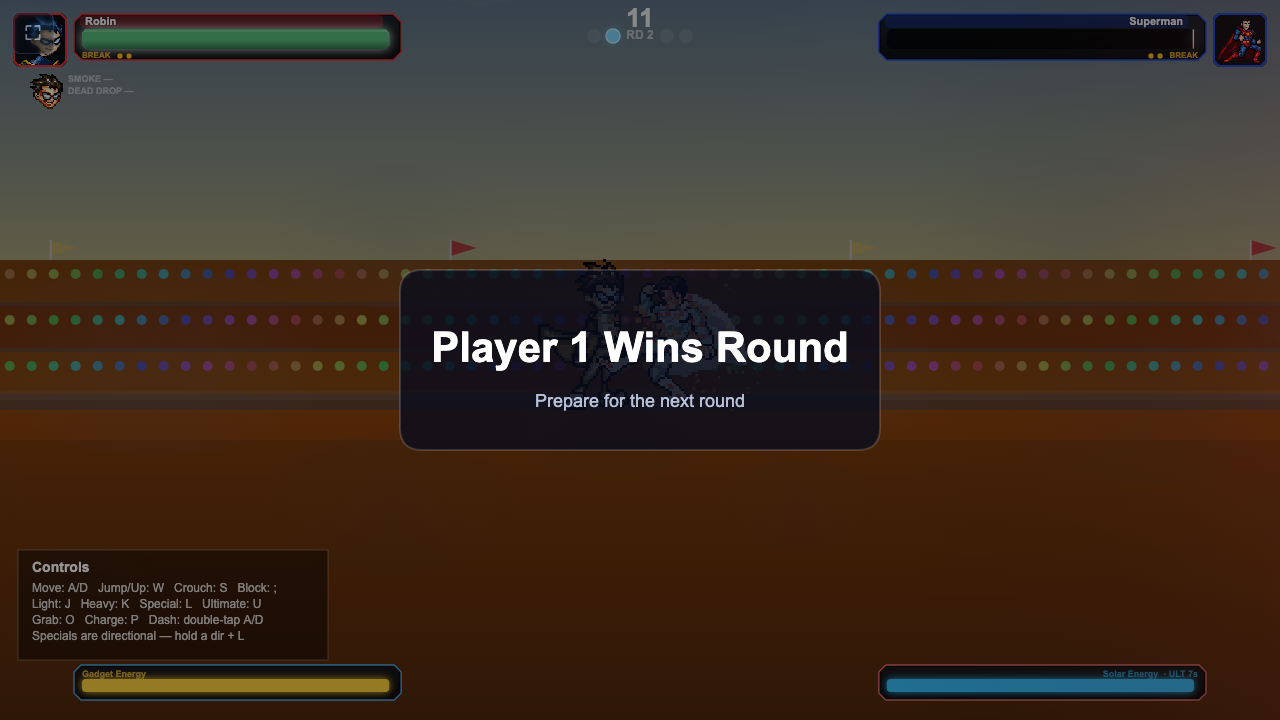 Robin
BREAK
SMOKE —
DEAD DROP —
11
RD 2
Superman
BREAK
Player 1 Wins Round
Prepare for the next round
Controls
Move: A/D Jump/Up: W Crouch: S Block: ;
Light: J Heavy: K Special: L Ultimate: U
Grab: O Charge: P Dash: double-tap A/D
Specials are directional — hold a dir + L
Gadget Energy
Solar Energy · ULT 7s